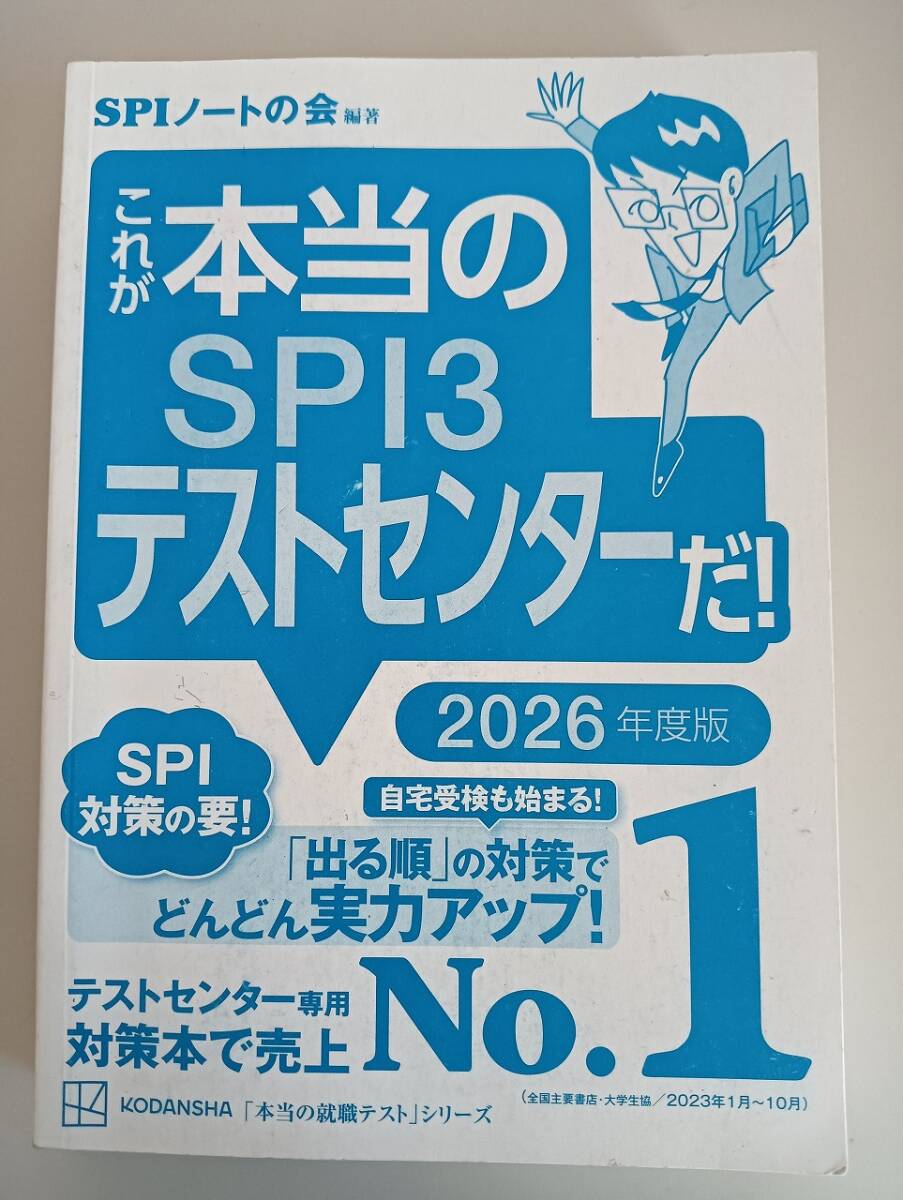 SPIノートの会 編著
これが
本当の
SPI3
テストセンターだ!
2026 年度版
SPI
対策の要!
自宅受検も始まる!
「出る順」の対策で
どんどん実力アップ!
テストセンター専用
対策本で売上
No.1
(全国主要書店・大学生協/2023年1月~10月)
KODANSHA 「本当の就職テスト」シリーズ